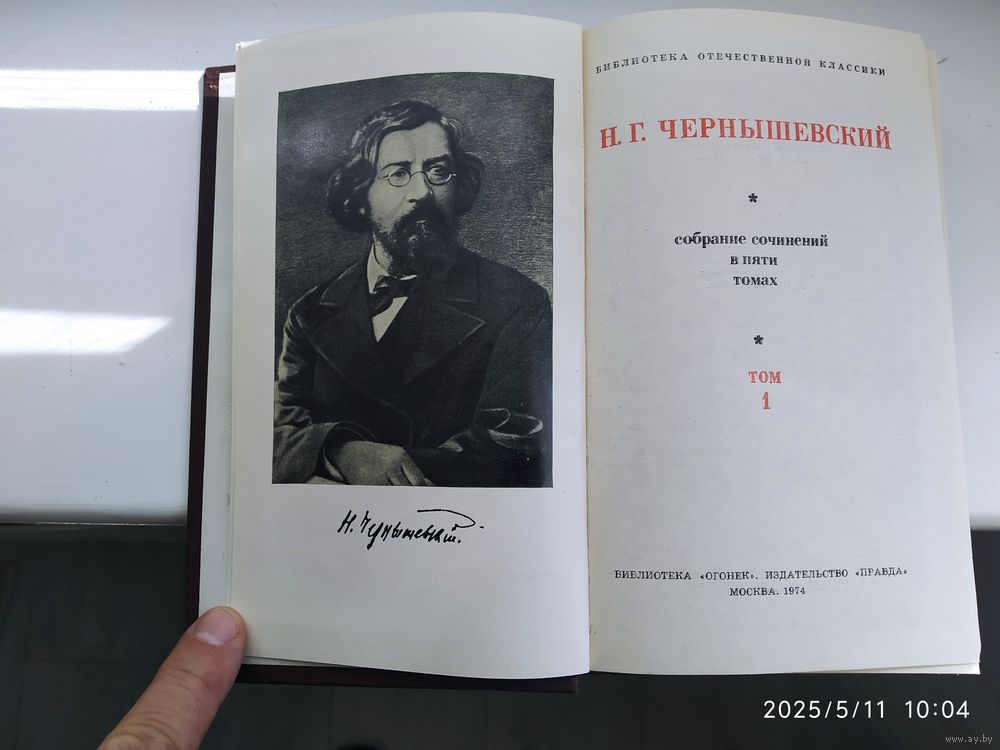 Н. Чернышевский.
БИБЛИОТЕКА ОТЕЧЕСТВЕННОЙ КЛАССИКИ
Н. Г. ЧЕРНЫШЕВСКИЙ
*
собрание сочинений
в пяти
томах
*
ТОМ
1
БИБЛИОТЕКА «ОГОНЕК». ИЗДАТЕЛЬСТВО «ПРАВДА»
МОСКВА. 1974
2025/5/11 10:04
www.ay.by